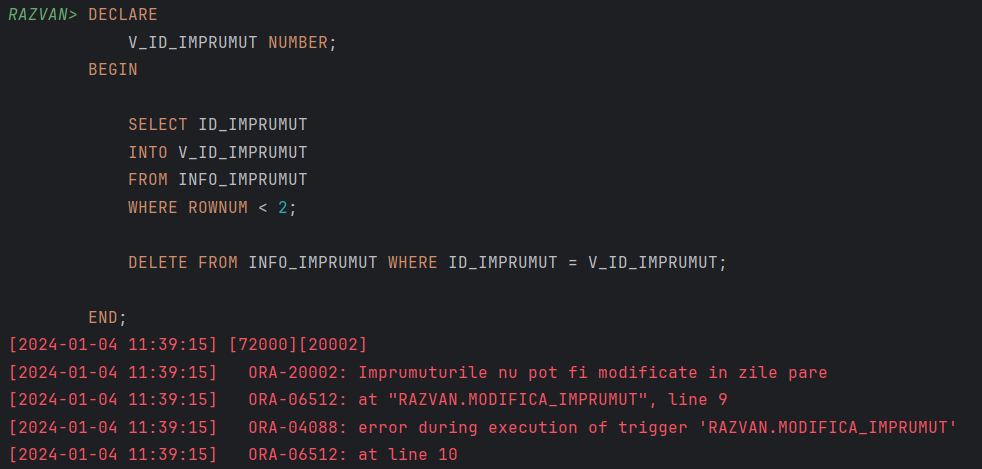 RAZVAN> DECLARE
V_ID_IMPRUMUT NUMBER;
BEGIN
SELECT ID_IMPRUMUT
INTO V_ID_IMPRUMUT
FROM INFO_IMPRUMUT
WHERE ROWNUM < 2;
DELETE FROM INFO_IMPRUMUT WHERE ID_IMPRUMUT = V_ID_IMPRUMUT;
END;
[2024-01-04 11:39:15] [72000][20002]
[2024-01-04 11:39:15] ORA-20002: Imprumuturile nu pot fi modificate in zile pare
[2024-01-04 11:39:15] ORA-06512: at "RAZVAN.MODIFICA_IMPRUMUT", line 9
[2024-01-04 11:39:15] ORA-04088: error during execution of trigger 'RAZVAN.MODIFICA_IMPRUMUT'
[2024-01-04 11:39:15] ORA-06512: at line 10